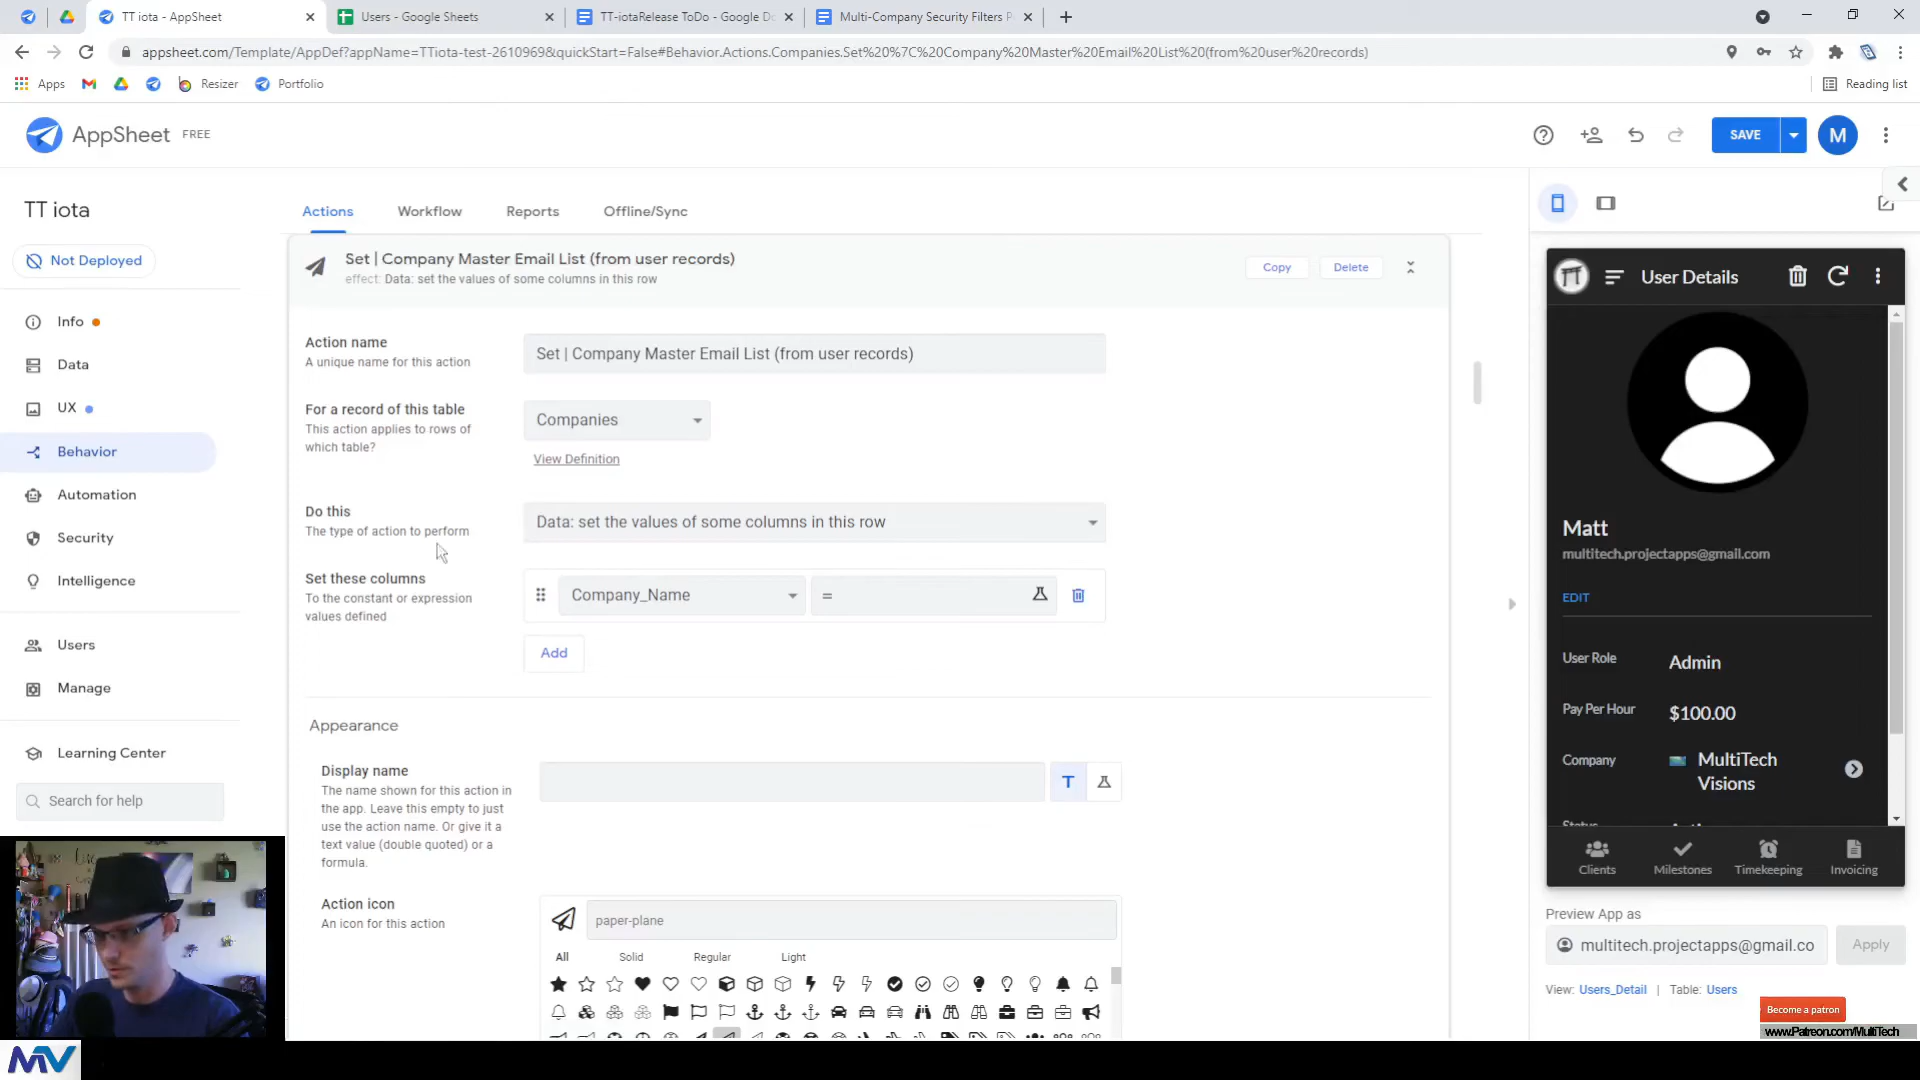 TT iota - AppSheet
Users - Google Sheets
TT-iotaRelease ToDo - Google Do
Multi-Company Security Filters P
appsheet.com/Template/AppDef?appName=TTiota-test-2610969&quickStart=False#Behavior.Actions.Companies.Set%20%7C%20Company%20Master%20Email%20List%20(from%20user%20records)
Apps
Resizer
Portfolio
Reading list
AppSheet FREE
SAVE
M
TT iota
Not Deployed
Info
Data
UX
Behavior
Automation
Security
Intelligence
Users
Manage
Learning Center
Search for help
Actions
Workflow
Reports
Offline/Sync
Set | Company Master Email List (from user records)
effect: Data: set the values of some columns in this row
Copy
Delete
Action name
A unique name for this action
Set | Company Master Email List (from user records)
For a record of this table
This action applies to rows of
which table?
Companies
View Definition
Do this
The type of action to perform
Data: set the values of some columns in this row
Set these columns
To the constant or expression
values defined
Company_Name
=
Add
Appearance
Display name
The name shown for this action in
the app. Leave this empty to just
use the action name. Or give it a
text value (double quoted) or a
formula.
T
Action icon
An icon for this action
paper-plane
All
Solid
Regular
Light
User Details
Matt
multitech.projectapps@gmail.com
EDIT
User Role
Admin
Pay Per Hour
$100.00
Company
MultiTech
Visions
Clients
Milestones
Timekeeping
Invoicing
Preview App as
multitech.projectapps@gmail.co
Apply
View: Users_Detail | Table: Users
Become a patron
www.Patreon.com/MultiTech
MV